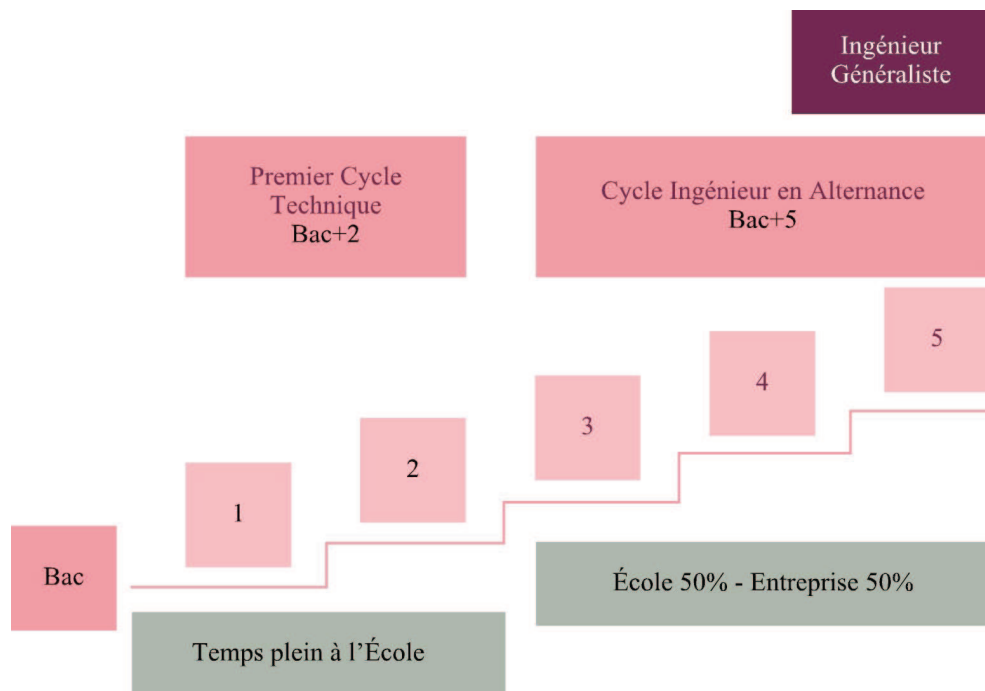 Ingénieur
Généraliste
Premier Cycle
Technique
Bac+2
Cycle Ingénieur en Alternance
Bac+5
5
4
3
2
1
Bac
École 50% - Entreprise 50%
Temps plein à l’École